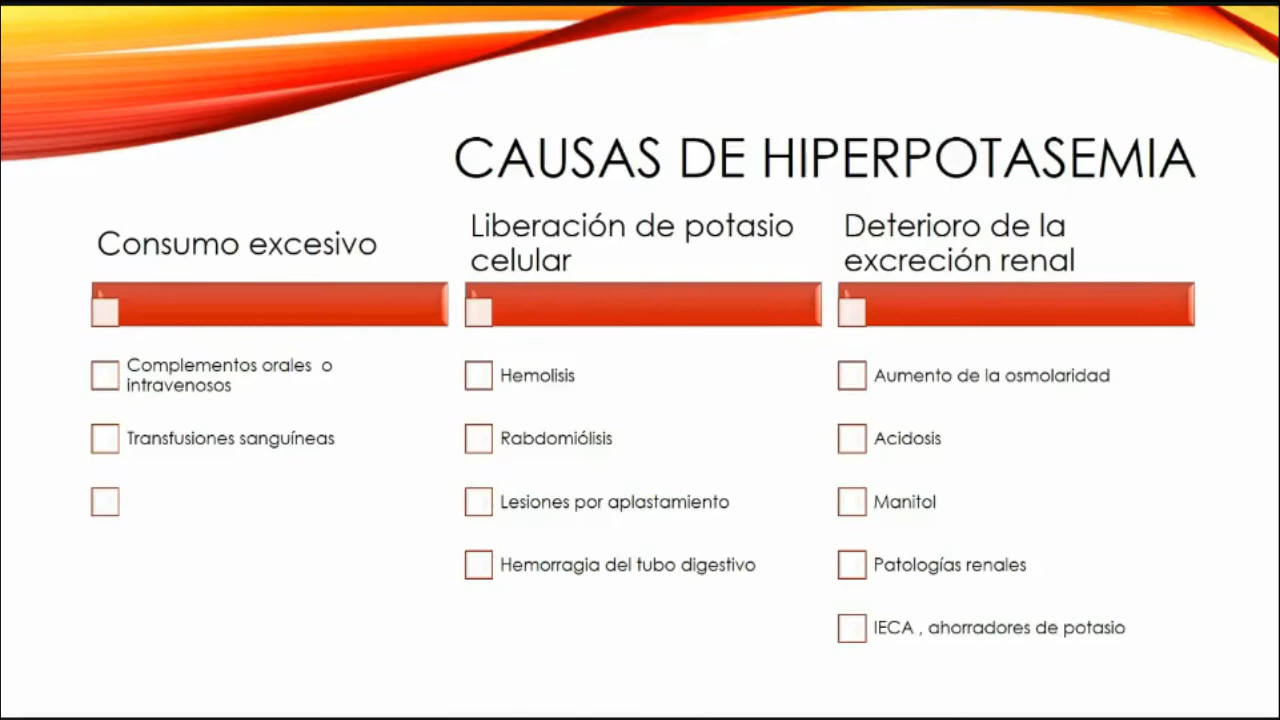 CAUSAS DE HIPERPOTASEMIA
Consumo excesivo
Complementos orales o
intravenosos
Transfusiones sanguíneas
Liberación de potasio
celular
Hemolisis
Rabdomiólisis
Lesiones por aplastamiento
Hemorragia del tubo digestivo
Deterioro de la
excreción renal
Aumento de la osmolaridad
Acidosis
Manitol
Patologías renales
IECA , ahorradores de potasio